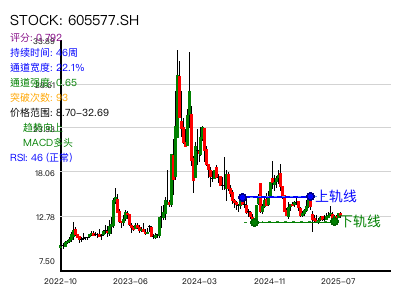 STOCK: 605577.SH
评分: 0.792
持续时间: 46周
通道宽度: 22.1%
通道强度: 0.65
突破次数: 93
价格范围: 8.70–32.69
趋势向上
MACD多头
RSI: 46 (正常)
18.06
12.78
7.50
上轨线
下轨线
2022-10
2023-06
2024-03
2024-11
2025-07